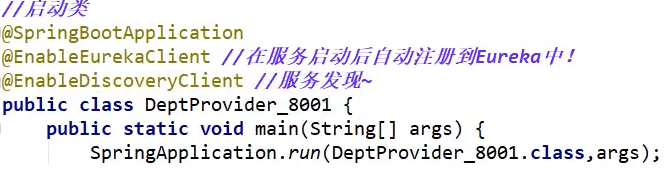 //启动类
@SpringBootApplication
@EnableEurekaClient //在服务启动后自动注册到Eureka中!
@EnableDiscoveryClient //服务发现~
public class DeptProvider_8001 {
    public static void main(String[] args) {
        SpringApplication.run(DeptProvider_8001.class,args);